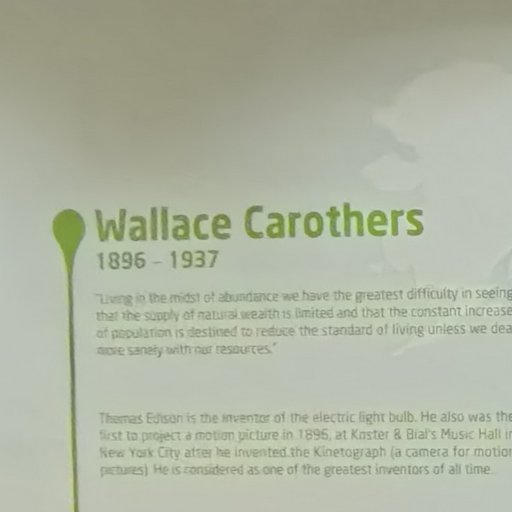 Wallace Carothers
1896 - 1937
"Living in the midst of abundance we have the greatest difficulty in seeing
that the supply of natural wealth is limited and that the constant increase
of population is destined to reduce the standard of living unless we dea
more sanely with our resources."
Thomas Edison is the inventor of the electric light bulb. He also was the
first to project a motion picture in 1896, at Koster & Bial's Music Hall in
New York City after he invented the Kinetograph (a camera for motion
pictures). He is considered as one of the greatest inventors of all time.